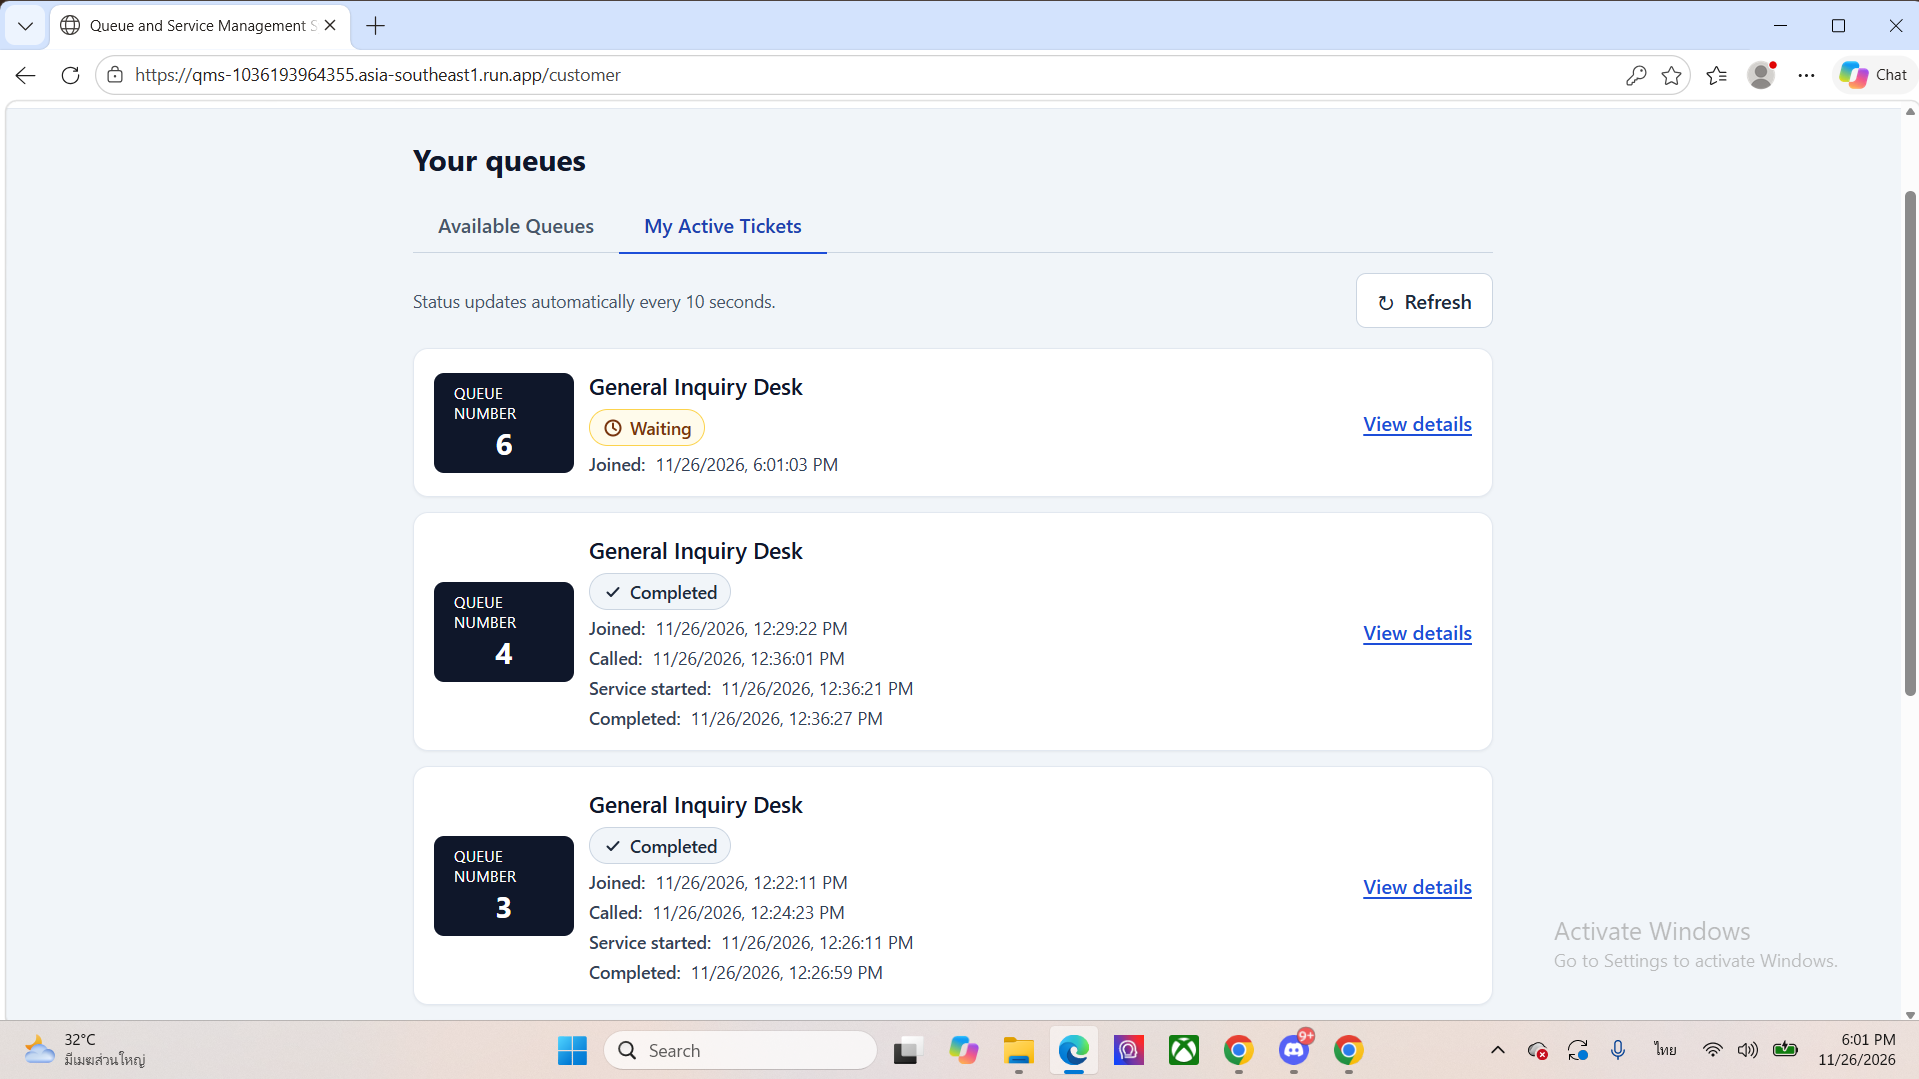 Queue and Service Management S
https://qms-1036193964355.asia-southeast1.run.app/customer
Chat
Your queues
Available Queues
My Active Tickets
Status updates automatically every 10 seconds.
Refresh
QUEUE
NUMBER
6
General Inquiry Desk
Waiting
Joined: 11/26/2026, 6:01:03 PM
View details
QUEUE
NUMBER
4
General Inquiry Desk
Completed
Joined: 11/26/2026, 12:29:22 PM
Called: 11/26/2026, 12:36:01 PM
Service started: 11/26/2026, 12:36:21 PM
Completed: 11/26/2026, 12:36:27 PM
View details
QUEUE
NUMBER
3
General Inquiry Desk
Completed
Joined: 11/26/2026, 12:22:11 PM
Called: 11/26/2026, 12:24:23 PM
Service started: 11/26/2026, 12:26:11 PM
Completed: 11/26/2026, 12:26:59 PM
View details
Activate Windows
Go to Settings to activate Windows.
32°C
มีเมฆส่วนใหญ่
Search
9+
ไทย
6:01 PM
11/26/2026